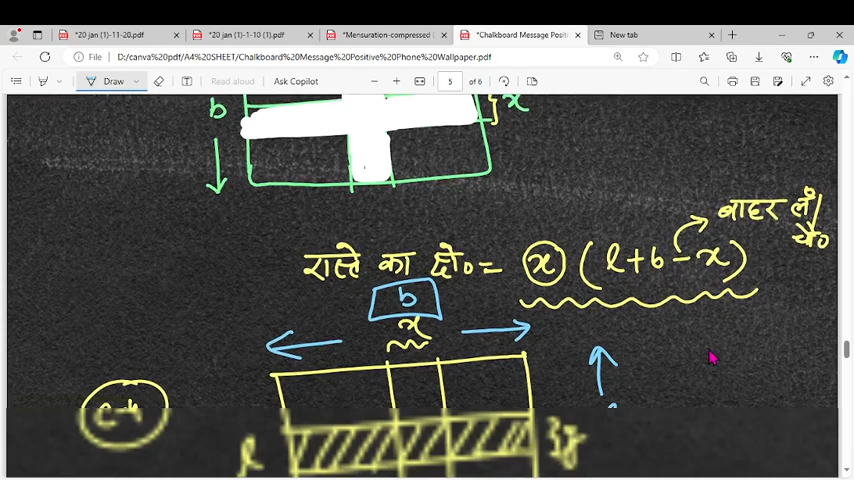 *20 jan (1)-11-20.pdf
*20 jan (1)-1-10 (1).pdf
*Mensuration-compressed (
*Chalkboard Message Positive
New tab
File
D:/canva%20pdf/A4%20SHEET/Chalkboard%20Message%20Positive%20Phone%20Wallpaper.pdf
Draw
Read aloud
Ask Copilot
5
of 6
b
x
बाहर लं/
चौ०
रास्ते का क्षे०= x (l+b-x)
b
x
l
y